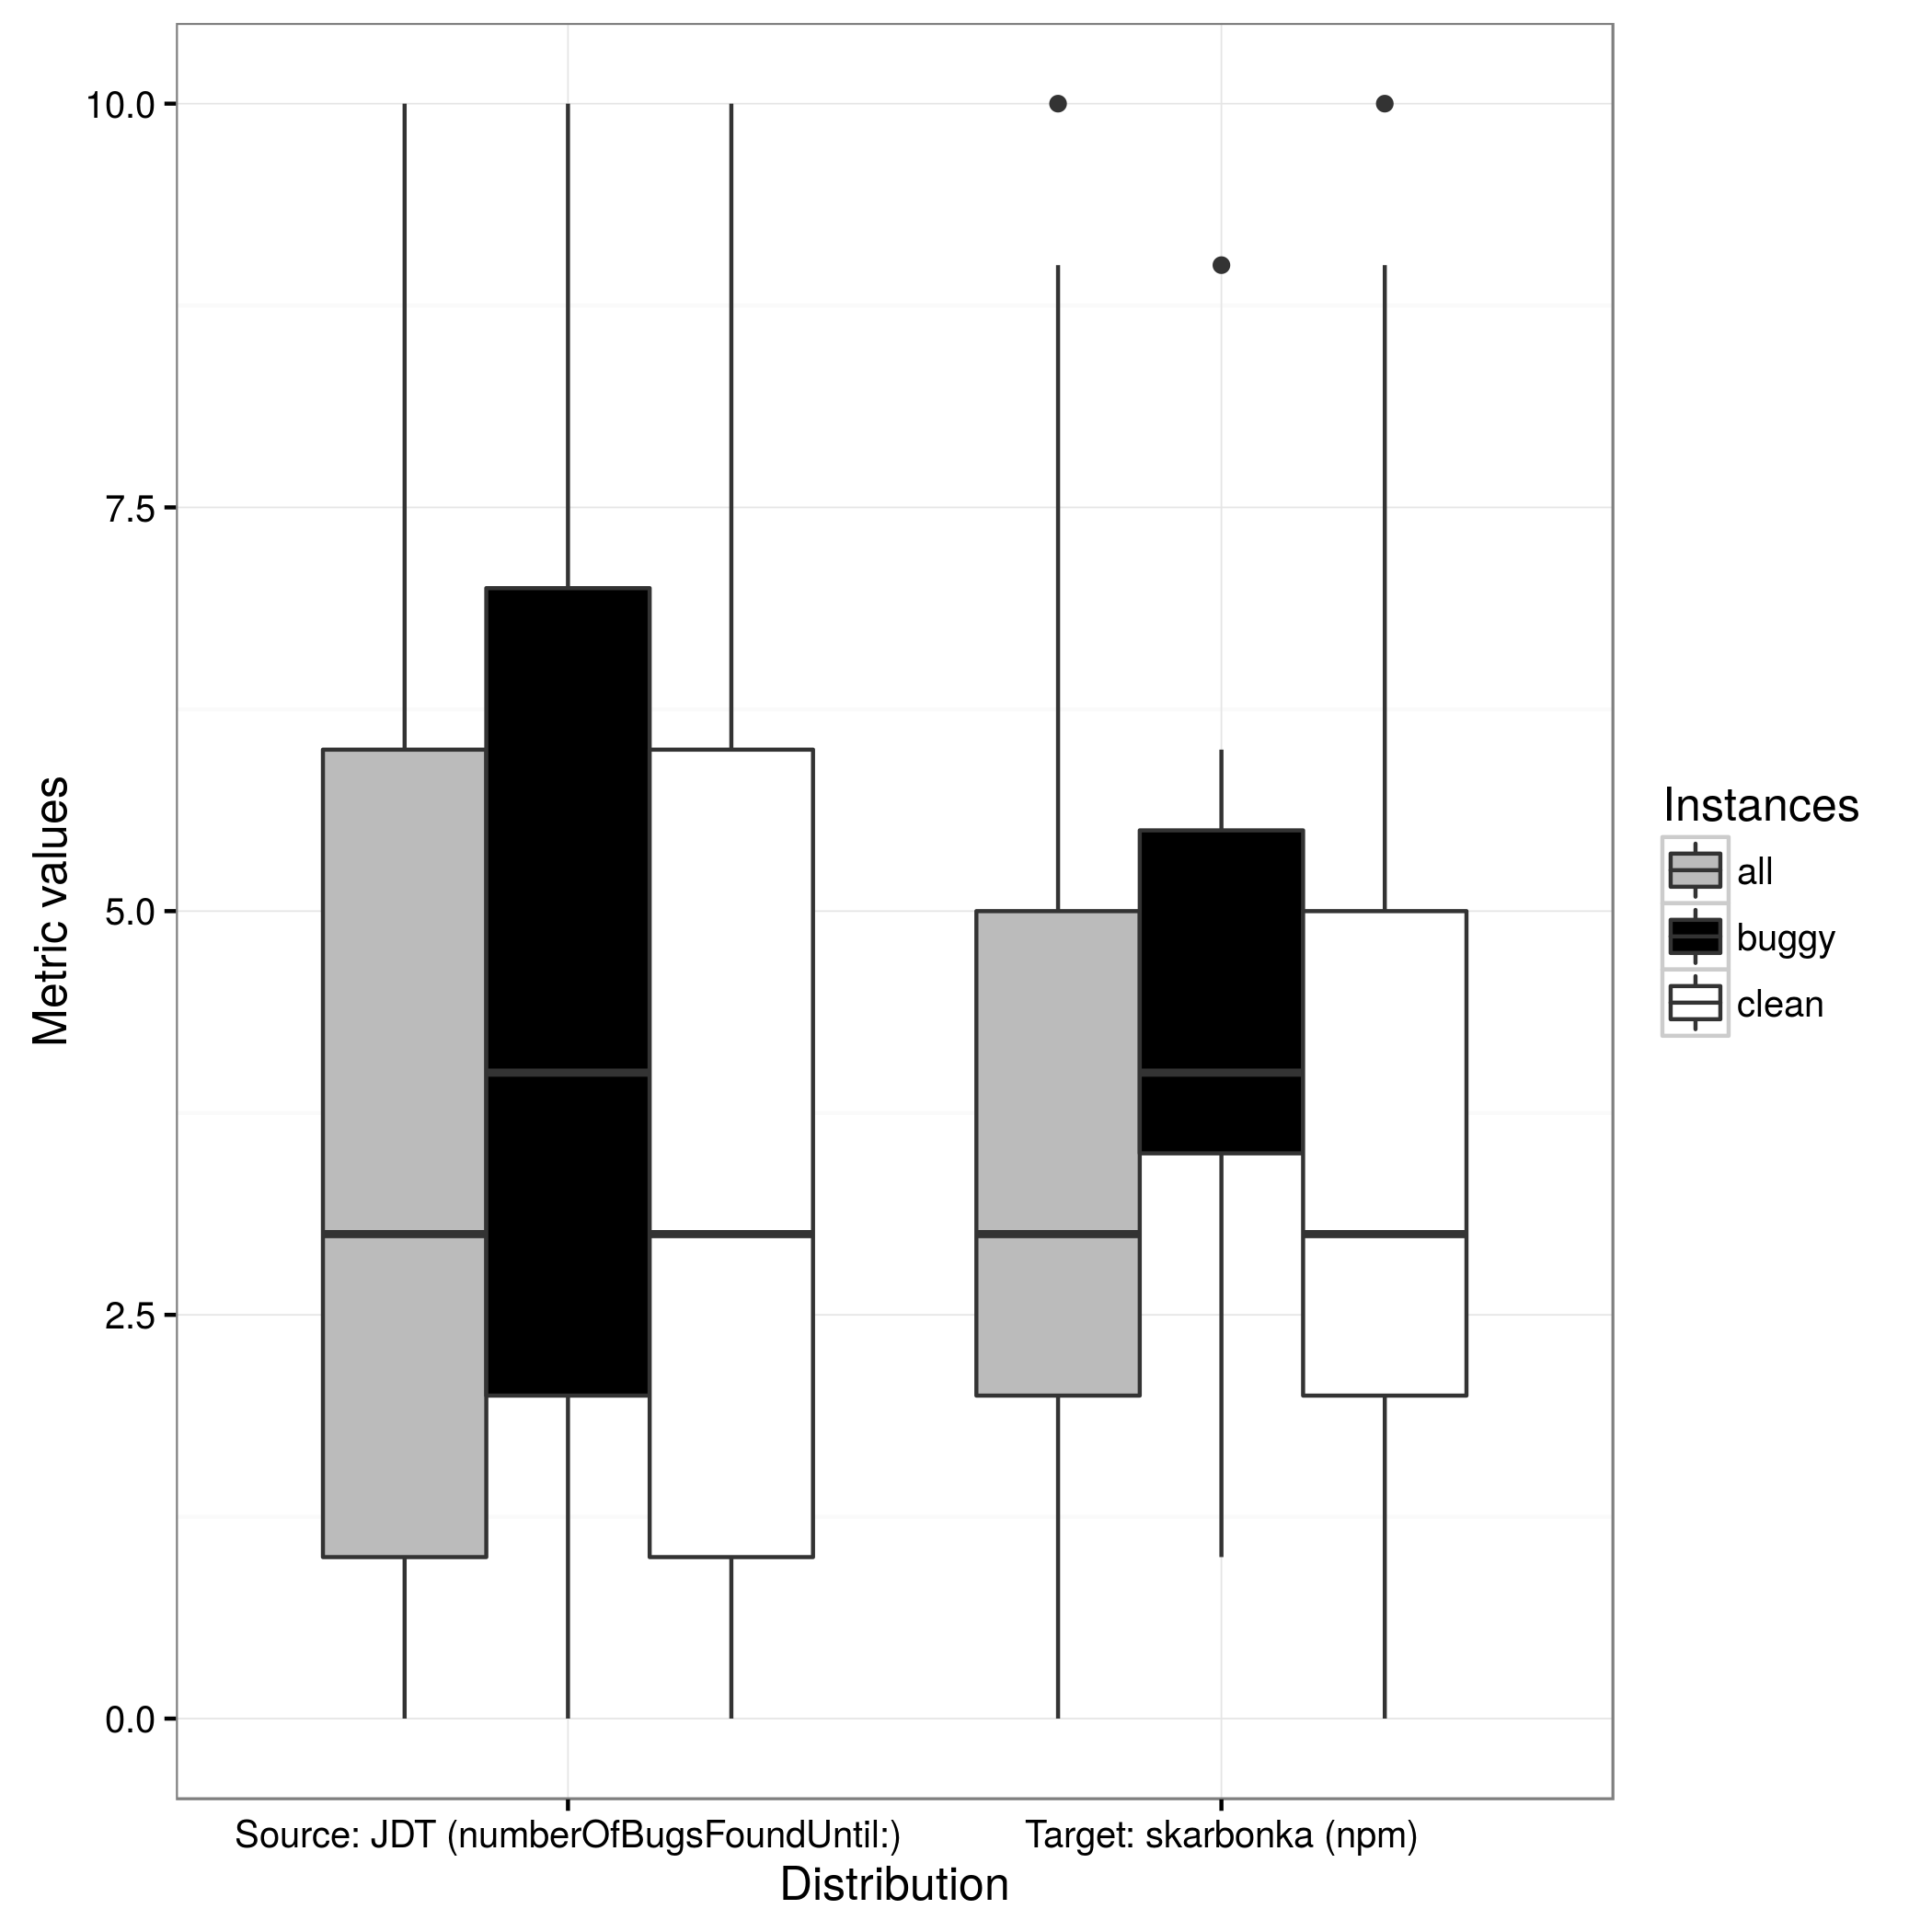 10.0
7.5
5.0
2.5
0.0
Metric values
Source: JDT (numberOfBugsFoundUntil:)
Target: skarbonka (npm)
Distribution
Instances
all
buggy
clean